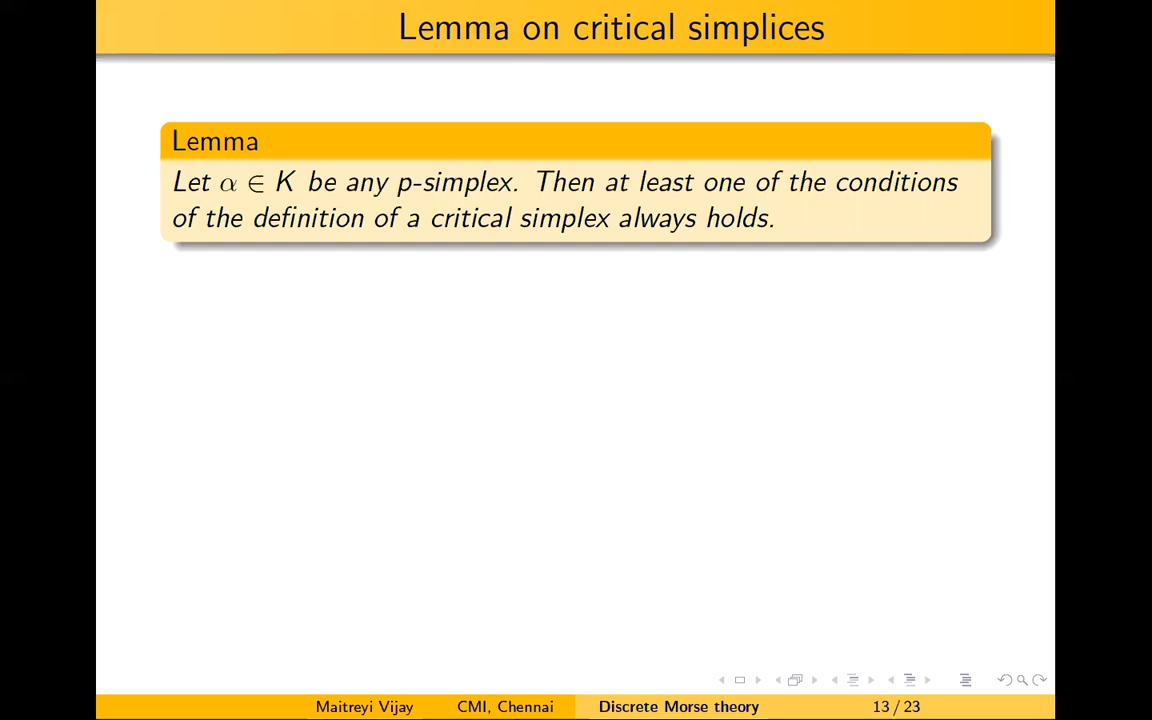 Lemma on critical simplices
Lemma
Let α ∈ K be any p-simplex. Then at least one of the conditions
of the definition of a critical simplex always holds.
Maitreyi Vijay CMI, Chennai Discrete Morse theory 13 / 23